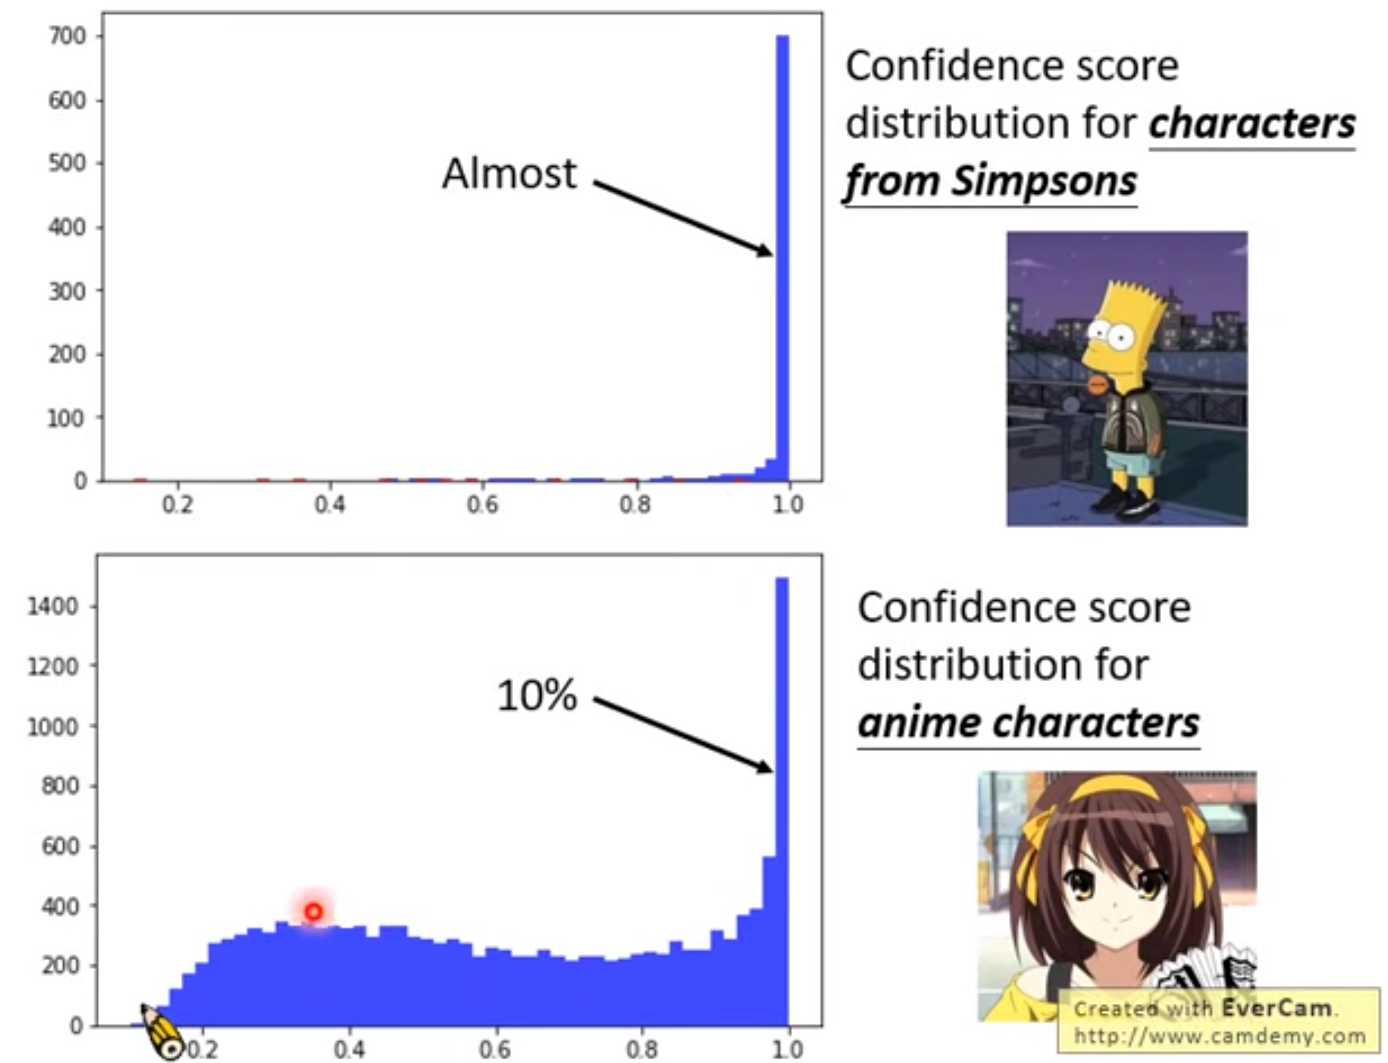 700
600
500
400
300
200
100
0
0.2 0.4 0.6 0.8 1.0
Almost
Confidence score
distribution for characters
from Simpsons
1400
1200
1000
800
600
400
200
0
0.2 0.4 0.6 0.8 1.0
10%
Confidence score
distribution for
anime characters
Created with EverCam.
http://www.camdemy.com